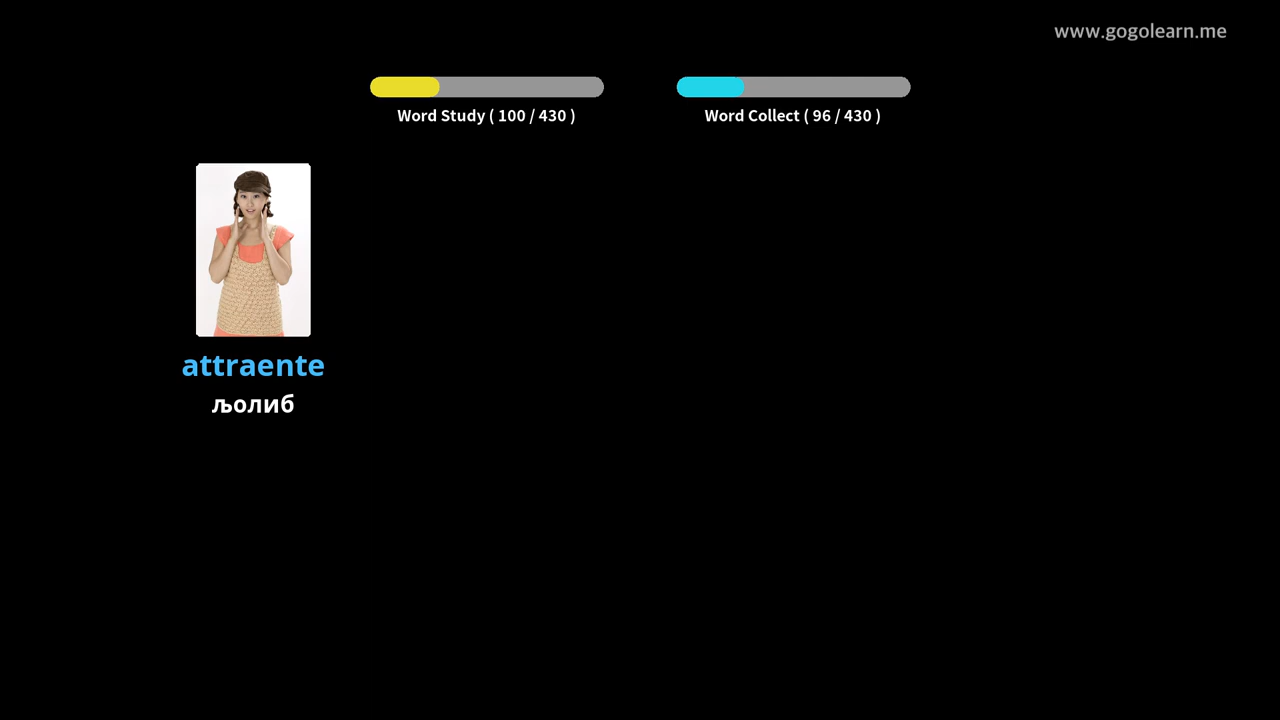 www.gogolearn.me
Word Study ( 100 / 430 )
Word Collect ( 96 / 430 )
attraente
љолиб